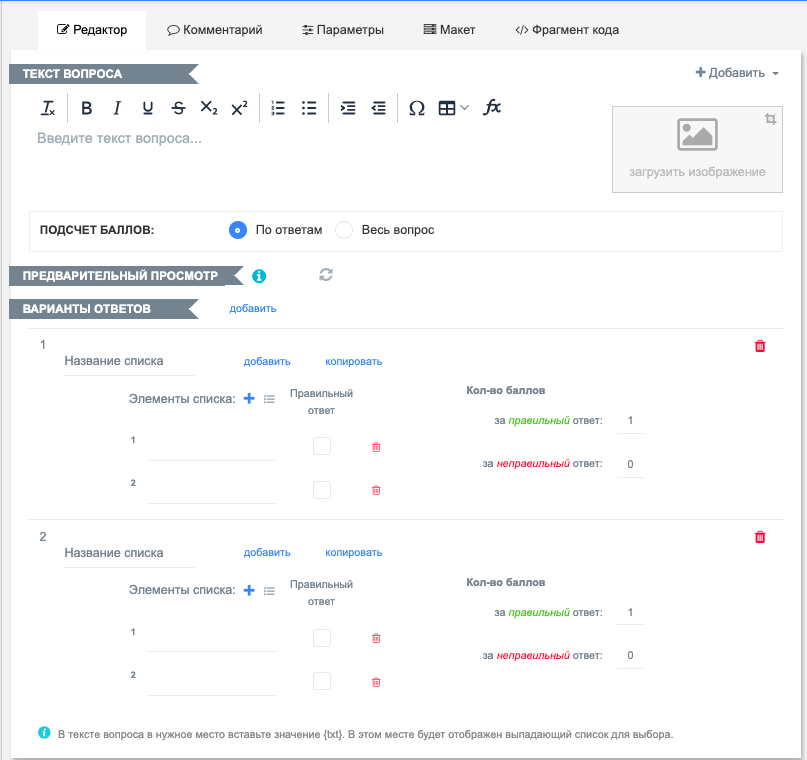 Редактор Комментарий Параметры Макет </> Фрагмент кода
ТЕКСТ ВОПРОСА
Добавить
B I U S X₂ X² Ω fx
Введите текст вопроса...
загрузить изображение
ПОДСЧЕТ БАЛЛОВ: По ответам Весь вопрос
ПРЕДВАРИТЕЛЬНЫЙ ПРОСМОТР
ВАРИАНТЫ ОТВЕТОВ добавить
1
Название списка добавить копировать
Элементы списка: Правильный
ответ
Кол-во баллов
за правильный ответ: 1
1
за неправильный ответ: 0
2
2
Название списка добавить копировать
Элементы списка: Правильный
ответ
Кол-во баллов
за правильный ответ: 1
1
за неправильный ответ: 0
2
В тексте вопроса в нужное место вставьте значение {txt}. В этом месте будет отображен выпадающий список для выбора.